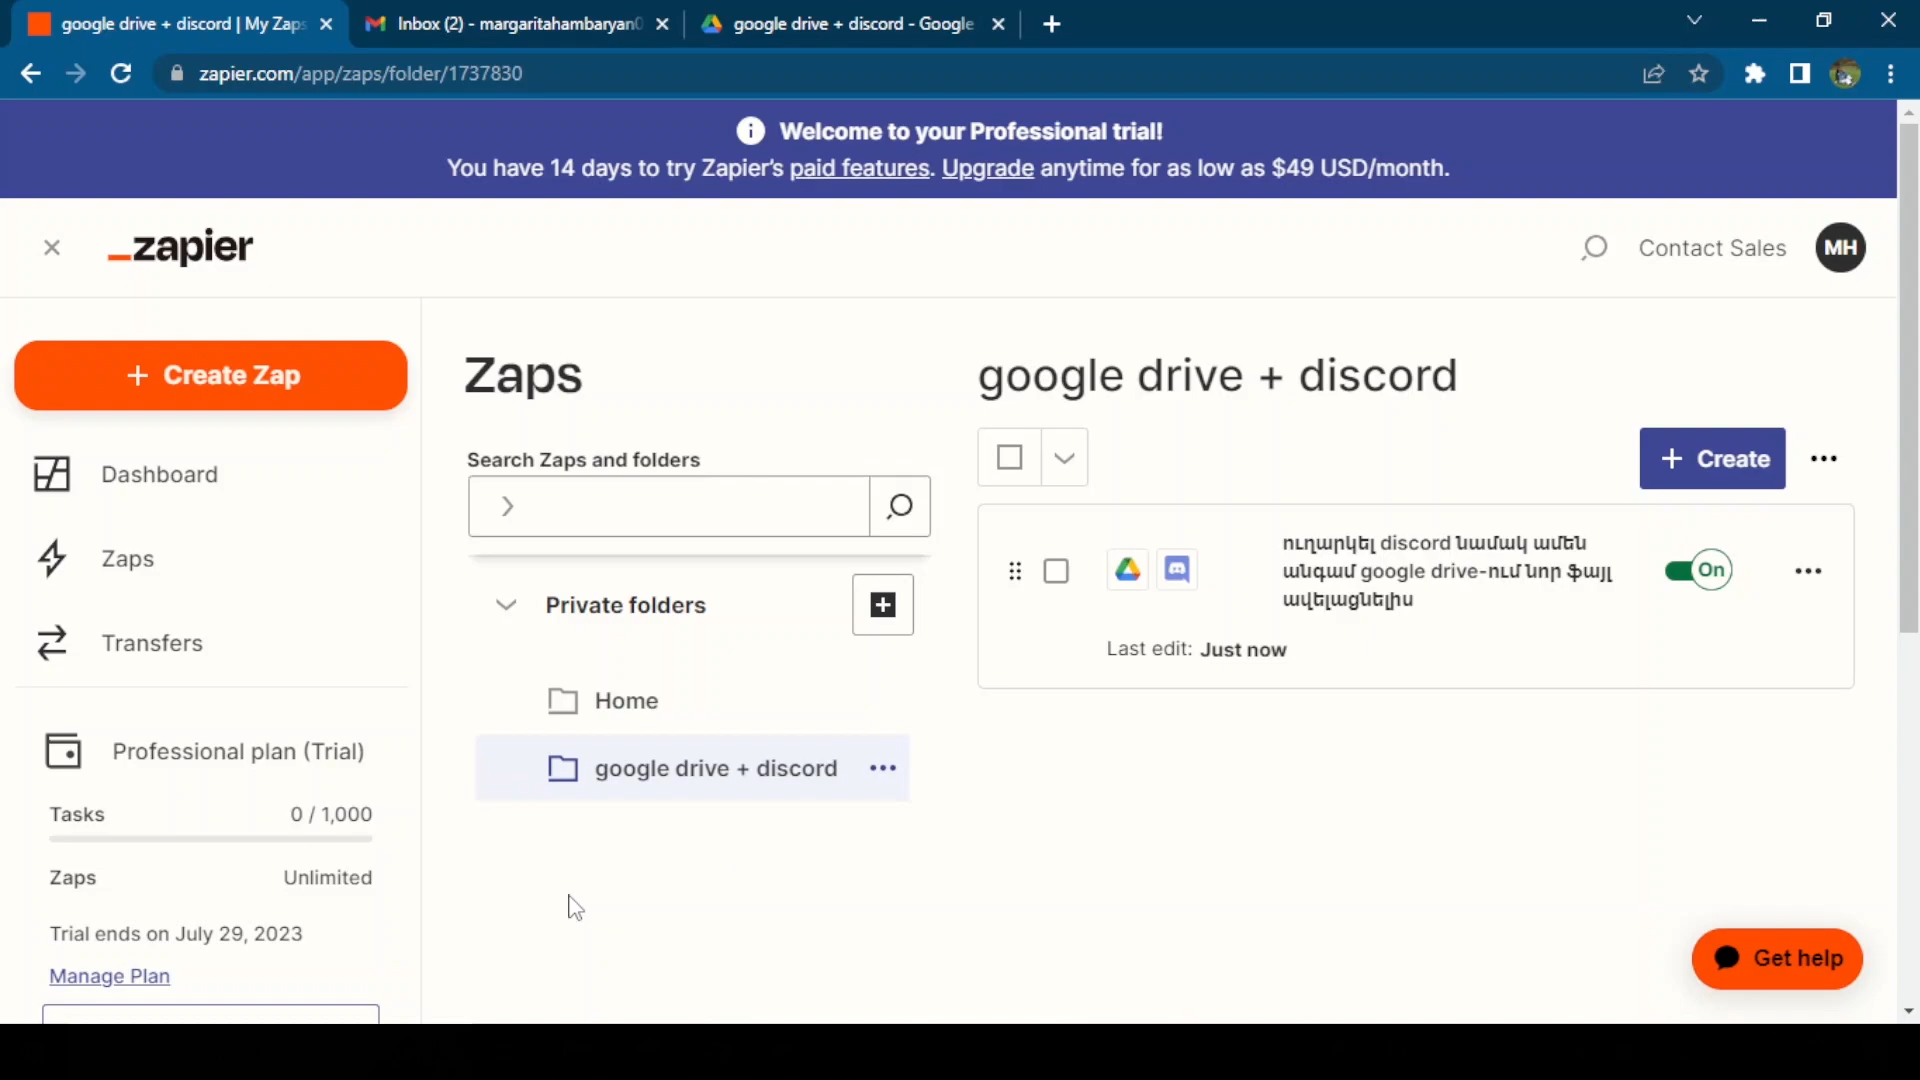 google drive + discord | My Zaps
Inbox (2) - margaritahambaryan0
google drive + discord - Google
zapier.com/app/zaps/folder/1737830
Welcome to your Professional trial!
You have 14 days to try Zapier’s paid features. Upgrade anytime for as low as $49 USD/month.
zapier
Contact Sales
MH
+ Create Zap
Dashboard
Zaps
Transfers
Professional plan (Trial)
Tasks 0 / 1,000
Zaps Unlimited
Trial ends on July 29, 2023
Manage Plan
Zaps
Search Zaps and folders
Private folders
Home
google drive + discord
google drive + discord
+ Create
ուղարկել discord նամակ ամեն
անգամ google drive-ում նոր ֆայլ
ավելացնելիս
On
Last edit: Just now
Get help